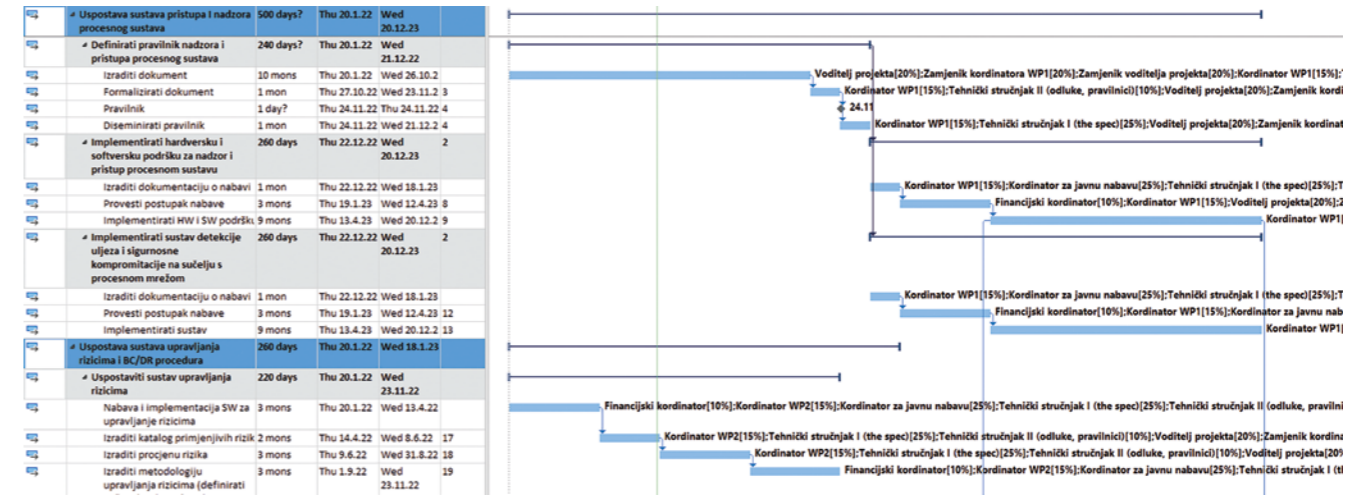 Uspostava sustava pristupa I nadzora 500 days? Thu 20.1.22 Wed
procesnog sustava 20.12.23
Definirati pravilnik nadzora i 240 days? Thu 20.1.22 Wed
pristupa procesnog sustava 21.12.22
Izraditi dokument 10 mons Thu 20.1.22 Wed 26.10.2 Voditelj projekta[20%];Zamjenik kordinatora WP1[20%];Zamjenik voditelja projekta[20%];Kordinator WP1[15%];
Formalizirati dokument 1 mon Thu 27.10.22 Wed 23.11.2 3 Kordinator WP1[15%];Tehnički stručnjak II (odluke, pravilnici)[10%];Voditelj projekta[20%];Zamjenik kordi
Pravilnik 1 day? Thu 24.11.22 Thu 24.11.22 4 24.11
Diseminirati pravilnik 1 mon Thu 24.11.22 Wed 21.12.2 4 Kordinator WP1[15%];Tehnički stručnjak I (the spec)[25%];Voditelj projekta[20%];Zamjenik kordinat
Implementirati hardversku i 260 days Thu 22.12.22 Wed 2
softversku podršku za nadzor i 20.12.23
pristup procesnom sustavu
Izraditi dokumentaciju o nabavi 1 mon Thu 22.12.22 Wed 18.1.23 Kordinator WP1[15%];Kordinator za javnu nabavu[25%];Tehnički stručnjak I (the spec)[25%];T
Provesti postupak nabave 3 mons Thu 19.1.23 Wed 12.4.23 8 Financijski kordinator[10%];Kordinator WP1[15%];Voditelj projekta[20%];Z
Implementirati HW i SW podršku 9 mons Thu 13.4.23 Wed 20.12.2 9 Kordinator WP1[
Implementirati sustav detekcije 260 days Thu 22.12.22 Wed 2
uljeza i sigurnosne 20.12.23
kompromitacije na sučelju s
procesnom mrežom
Izraditi dokumentaciju o nabavi 1 mon Thu 22.12.22 Wed 18.1.23 Kordinator WP1[15%];Kordinator za javnu nabavu[25%];Tehnički stručnjak I (the spec)[25%];T
Provesti postupak nabave 3 mons Thu 19.1.23 Wed 12.4.23 12 Financijski kordinator[10%];Kordinator WP1[15%];Kordinator za javnu nab
Implementirati sustav 9 mons Thu 13.4.23 Wed 20.12.2 13 Kordinator WP1[
Uspostava sustava upravljanja 260 days Thu 20.1.22 Wed 18.1.23
rizicima i BC/DR procedura
Uspostaviti sustav upravljanja 220 days Thu 20.1.22 Wed
rizicima 23.11.22
Nabava i implementacija SW za 3 mons Thu 20.1.22 Wed 13.4.22 Financijski kordinator[10%];Kordinator WP2[15%];Kordinator za javnu nabavu[25%];Tehnički stručnjak I (the spec)[25%];Tehnički stručnjak II (odluke, pravilni
upravljanje rizicima
Izraditi katalog primjenjivih rizik 2 mons Thu 14.4.22 Wed 8.6.22 17 Kordinator WP2[15%];Tehnički stručnjak I (the spec)[25%];Tehnički stručnjak II (odluke, pravilnici)[10%];Voditelj projekta[20%];Zamjenik kordina
Izraditi procjenu rizika 3 mons Thu 9.6.22 Wed 31.8.22 18 Kordinator WP2[15%];Tehnički stručnjak I (the spec)[25%];Tehnički stručnjak II (odluke, pravilnici)[10%];Voditelj projekta[20%
Izraditi metodologiju 3 mons Thu 1.9.22 Wed 19 Financijski kordinator[10%];Kordinator WP2[15%];Kordinator za javnu nabavu[25%];Tehnički stručnjak I (t
upravljanja rizicima (definirati 23.11.22